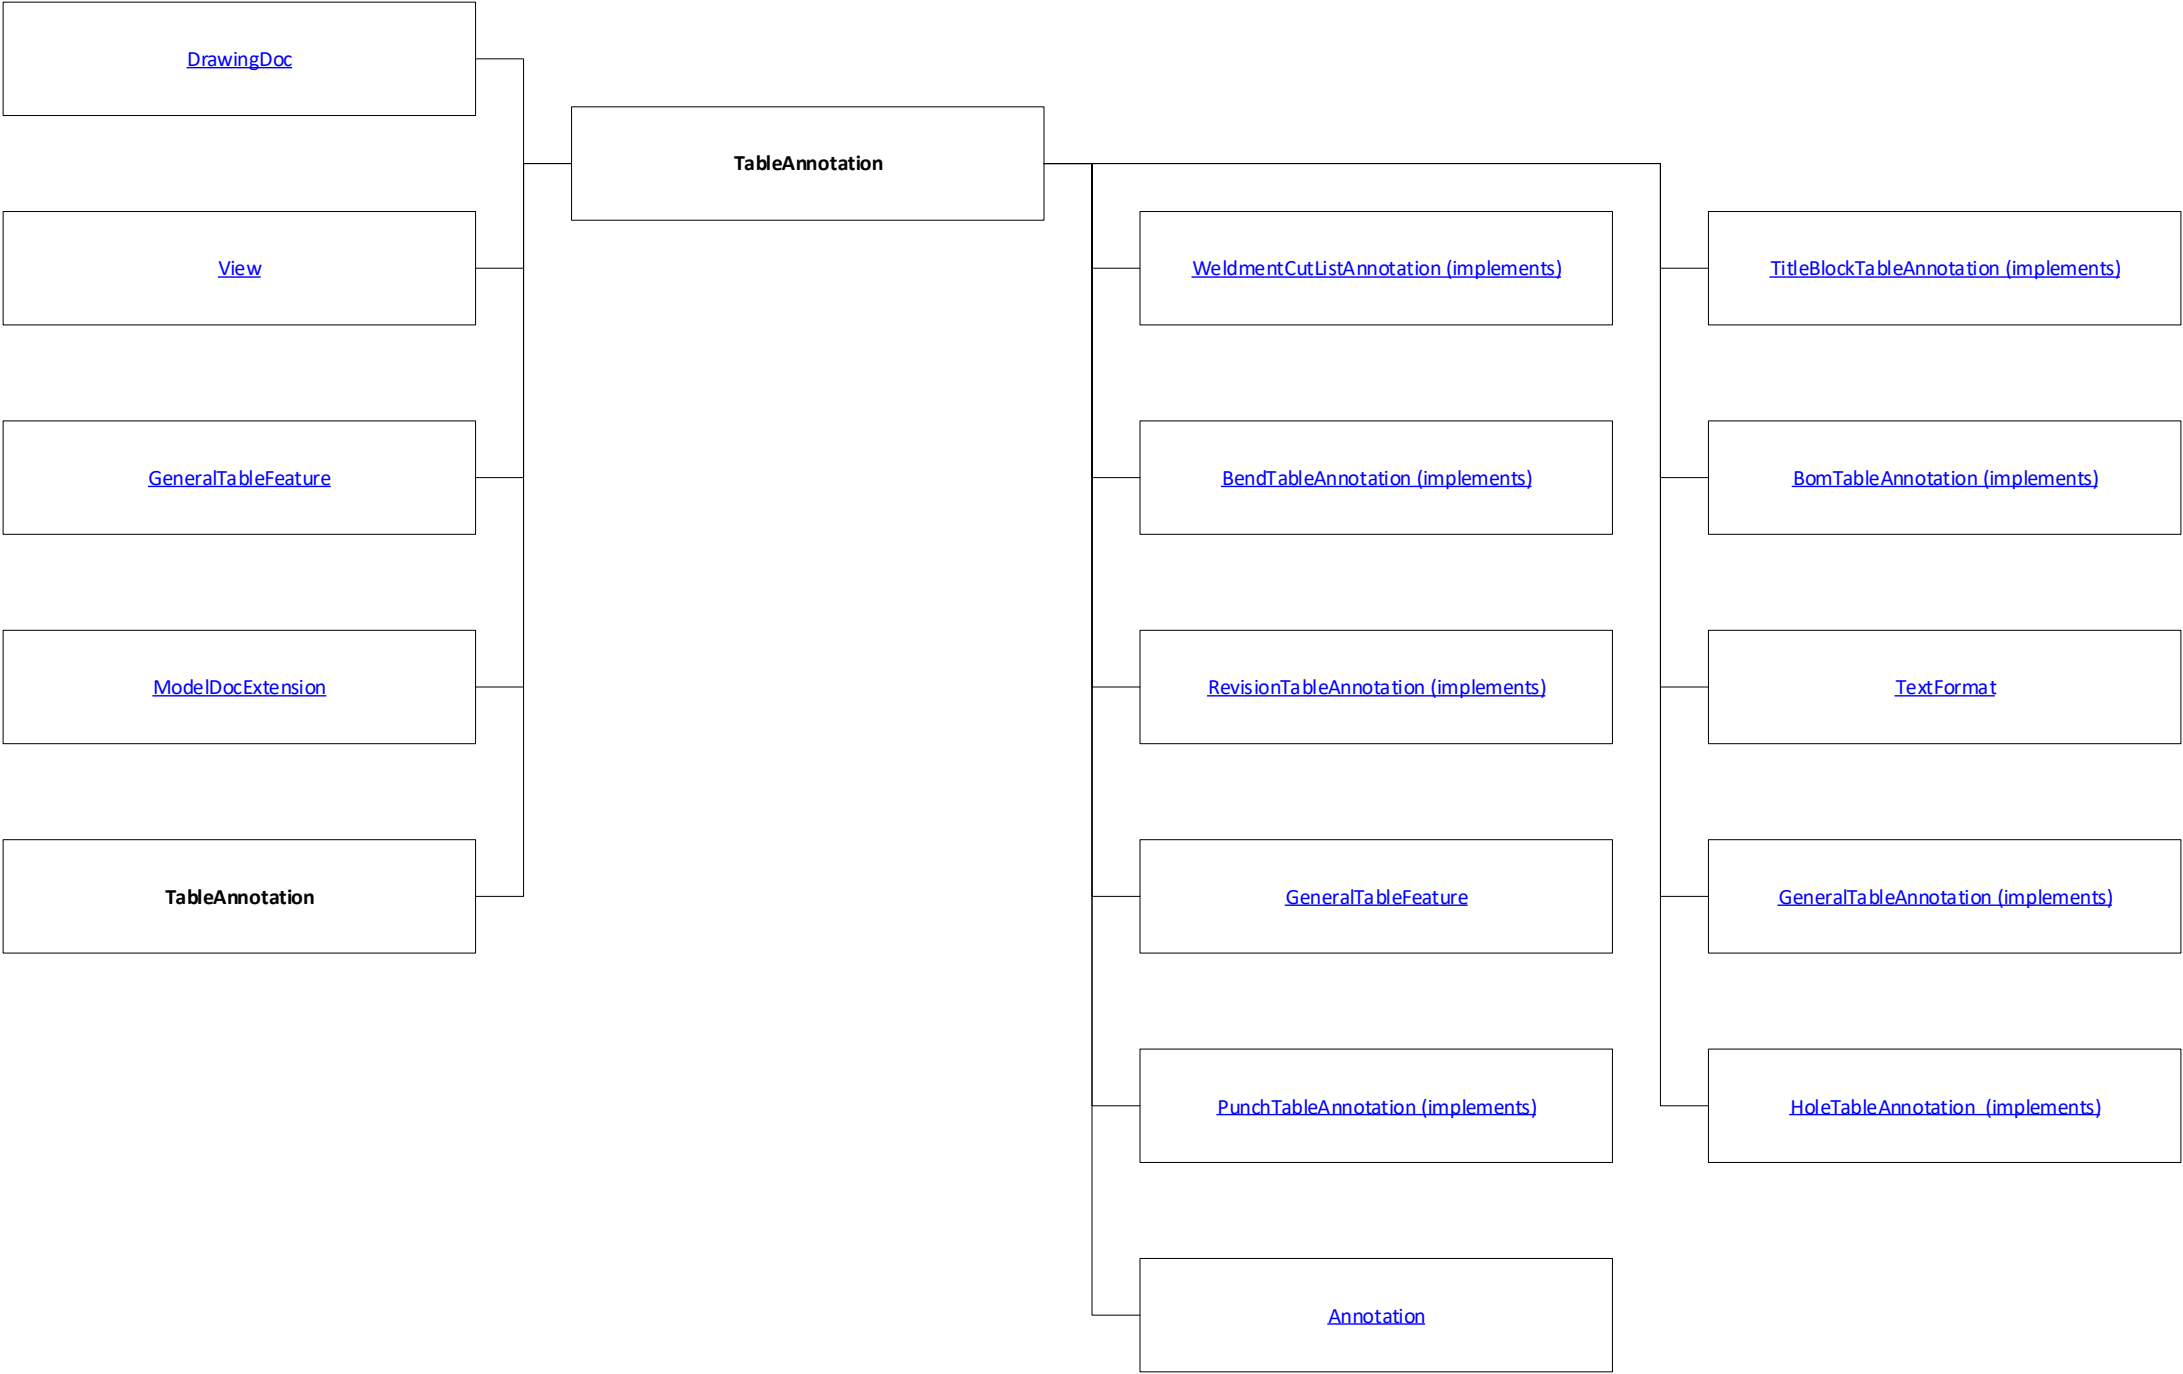 DrawingDoc
View
GeneralTableFeature
ModelDocExtension
TableAnnotation
TableAnnotation
WeldmentCutListAnnotation (implements)
BendTableAnnotation (implements)
RevisionTableAnnotation (implements)
GeneralTableFeature
PunchTableAnnotation (implements)
Annotation
TitleBlockTableAnnotation (implements)
BomTableAnnotation (implements)
TextFormat
GeneralTableAnnotation (implements)
HoleTableAnnotation  (implements)